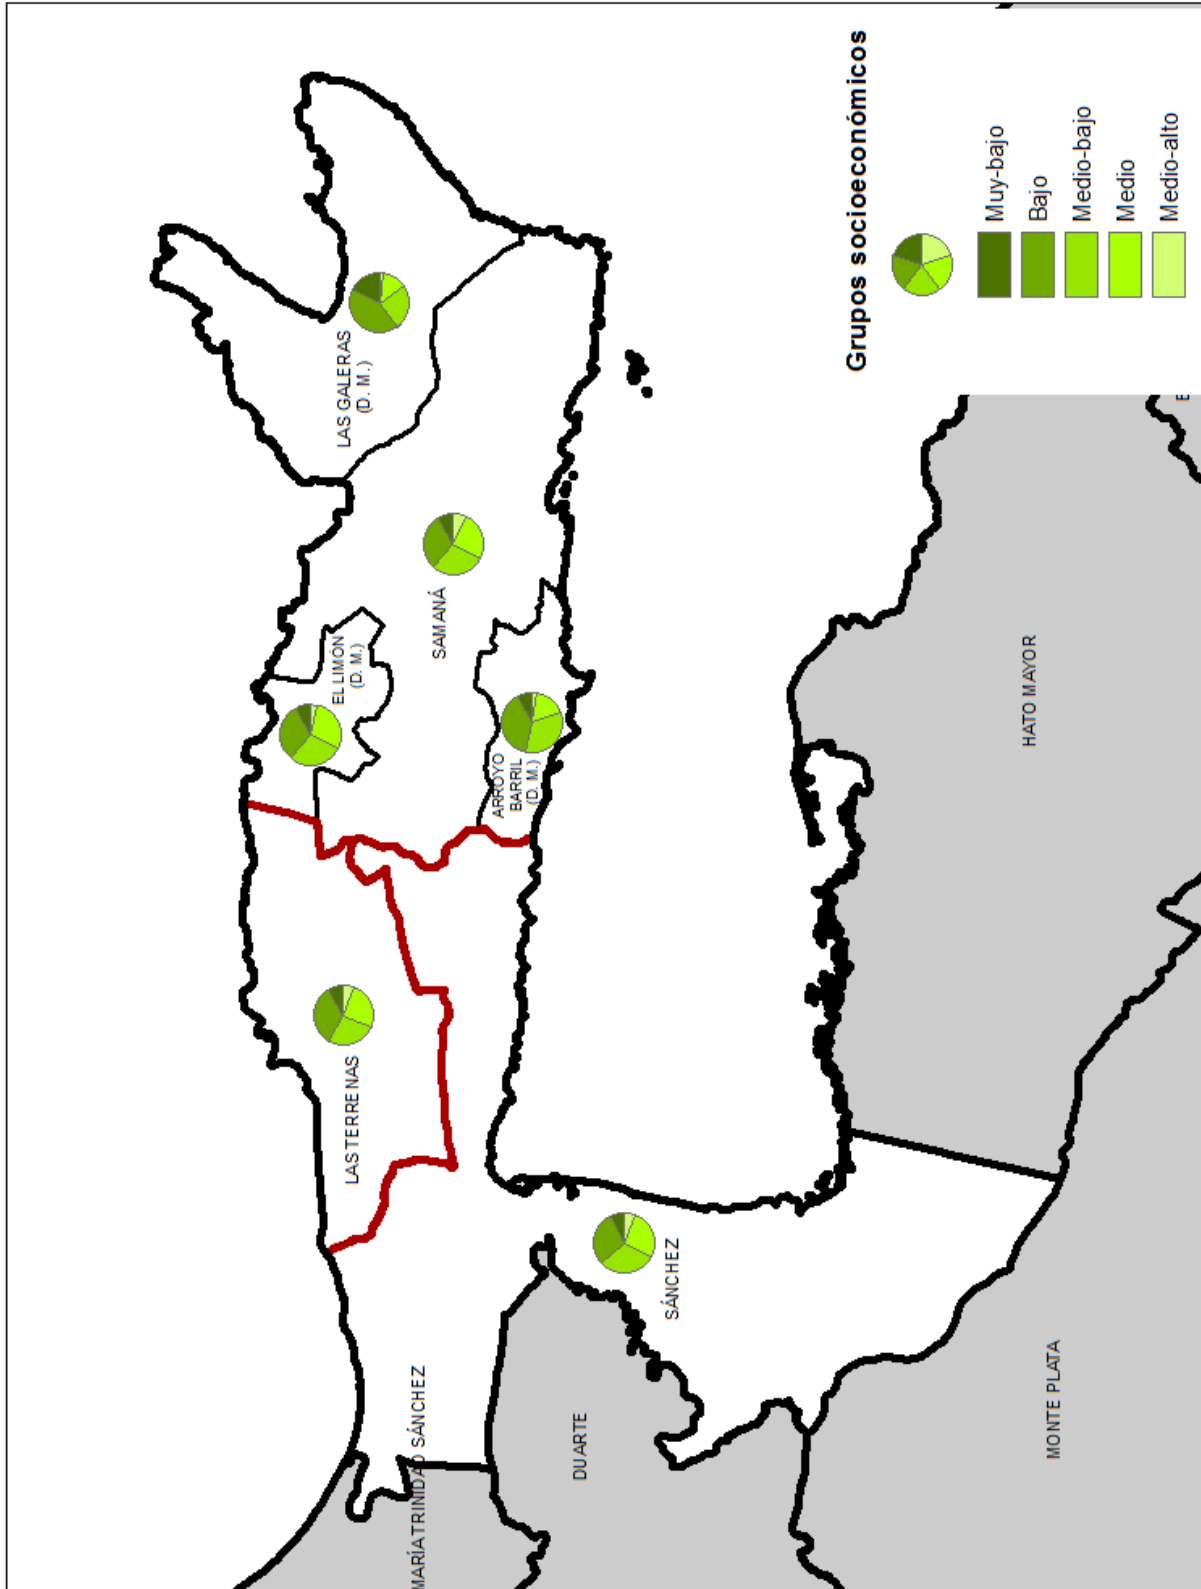 LAS GALERAS
(D. M.)
EL LIMÓN
(D. M.)
SAMANÁ
ARROYO
BARRIL
(D. M.)
LAS TERRENAS
SÁNCHEZ
MARÍA TRINIDAD SÁNCHEZ
DUARTE
HATO MAYOR
MONTE PLATA
Grupos socioeconómicos
Muy-bajo
Bajo
Medio-bajo
Medio
Medio-alto